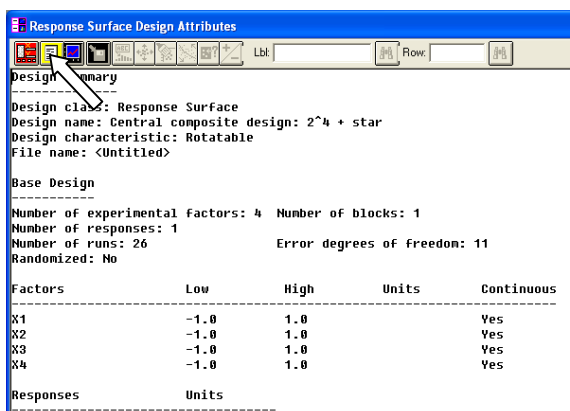 Response Surface Design Attributes
Lbl: Row:
Design Summary
Design class: Response Surface
Design name: Central composite design: 2^4 + star
Design characteristic: Rotatable
File name: <Untitled>
Base Design
Number of experimental factors: 4 Number of blocks: 1
Number of responses: 1
Number of runs: 26 Error degrees of freedom: 11
Randomized: No
Factors Low High Units Continuous
X1 -1.0 1.0 Yes
X2 -1.0 1.0 Yes
X3 -1.0 1.0 Yes
X4 -1.0 1.0 Yes
Responses Units